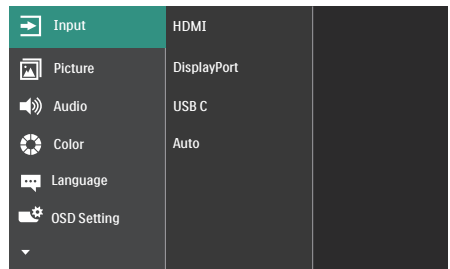 Input
Picture
Audio
Color
Language
OSD Setting
HDMI
DisplayPort
USB C
Auto